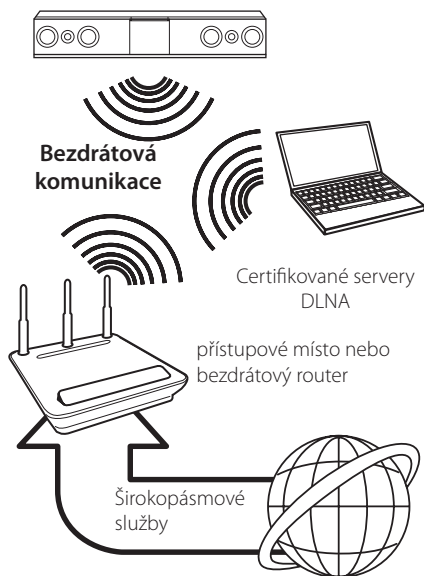 Bezdrátová
komunikace
Certifikované servery
DLNA
přístupové místo nebo
bezdrátový router
Širokopásmové
služby